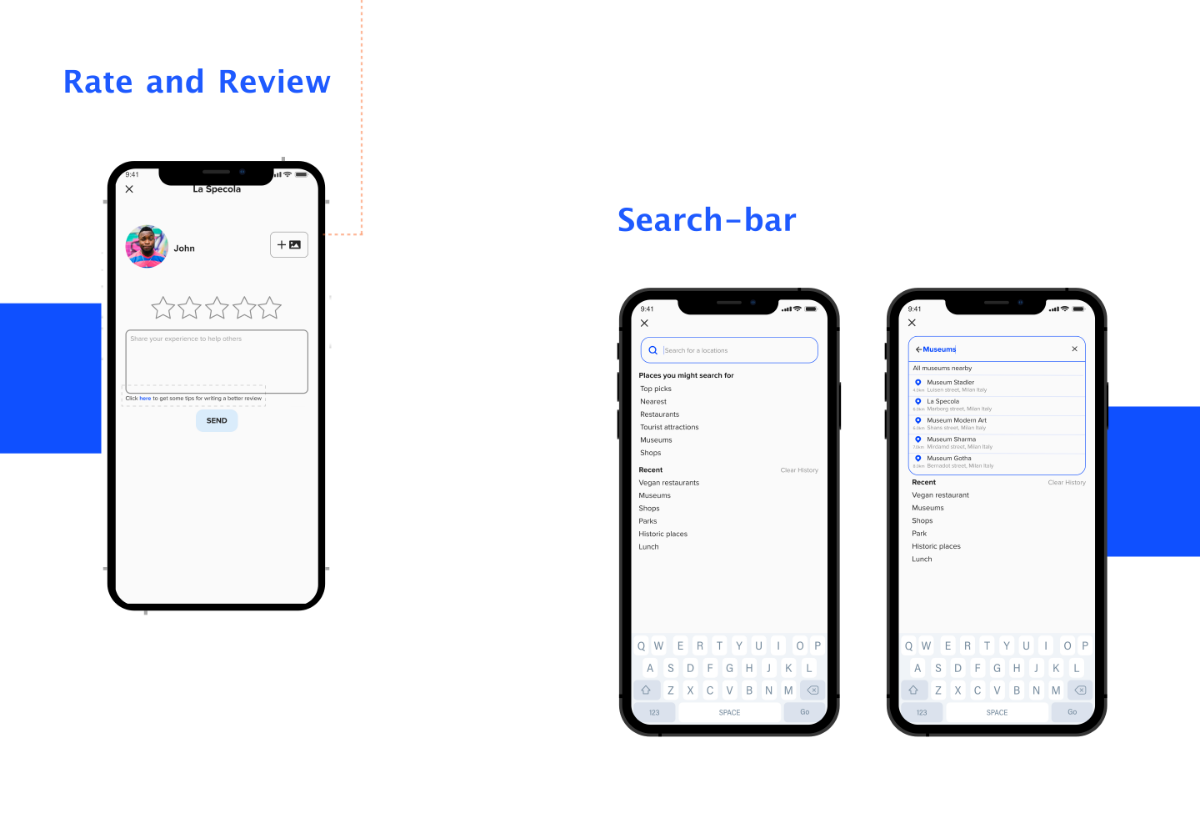 Rate and Review
9:41
La Specola
John
Share your experience to help others
Click here to get some tips for writing a better review
SEND
Search-bar
9:41
Search for a locations
Places you might search for
Top picks
Nearest
Restaurants
Tourist attractions
Museums
Shops
Recent Clear History
Vegan restaurants
Museums
Shops
Parks
Historic places
Lunch
Q W E R T Y U I O P
A S D F G H J K L
Z X C V B N M
123 SPACE Go
9:41
Museums
All museums nearby
Museum Stadler
Luisen street, Milan Italy
La Specola
Marberg street, Milan Italy
Museum Modern Art
Shans street, Milan Italy
Museum Sharma
Mindamd street, Milan Italy
Museum Gotha
street, Milan Italy
Recent Clear History
Vegan restaurant
Museums
Shops
Park
Historic places
Lunch
Q W E R T Y U I O P
A S D F G H J K L
Z X C V B N M
123 SPACE Go